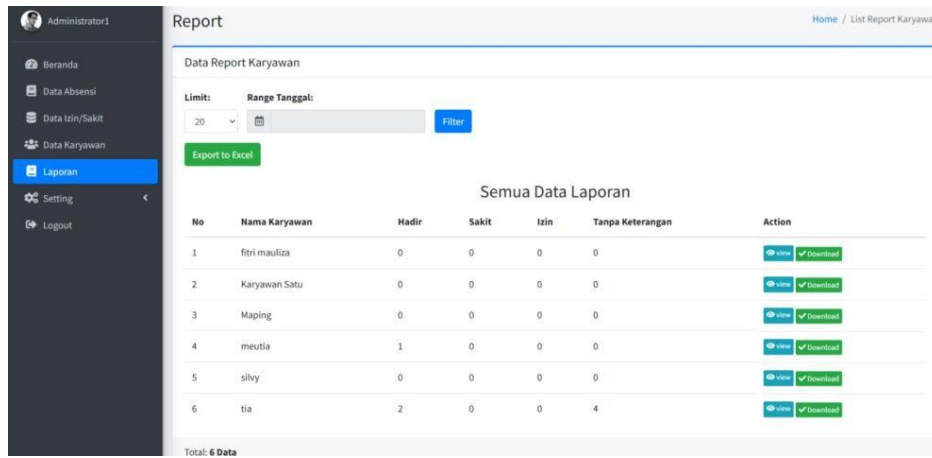 Administrator1
Beranda
Data Absensi
Data Izin/Sakit
Data Karyawan
Laporan
Setting
Logout
Report
Home / List Report Karyawa
Data Report Karyawan
Limit: Range Tanggal:
20 Filter
Export to Excel
Semua Data Laporan
No Nama Karyawan Hadir Sakit Izin Tanpa Keterangan Action
1 fitri mauliza 0 0 0 0 view Download
2 Karyawan Satu 0 0 0 0 view Download
3 Maping 0 0 0 0 view Download
4 meutia 1 0 0 0 view Download
5 silvy 0 0 0 0 view Download
6 tia 2 0 0 4 view Download
Total: 6 Data